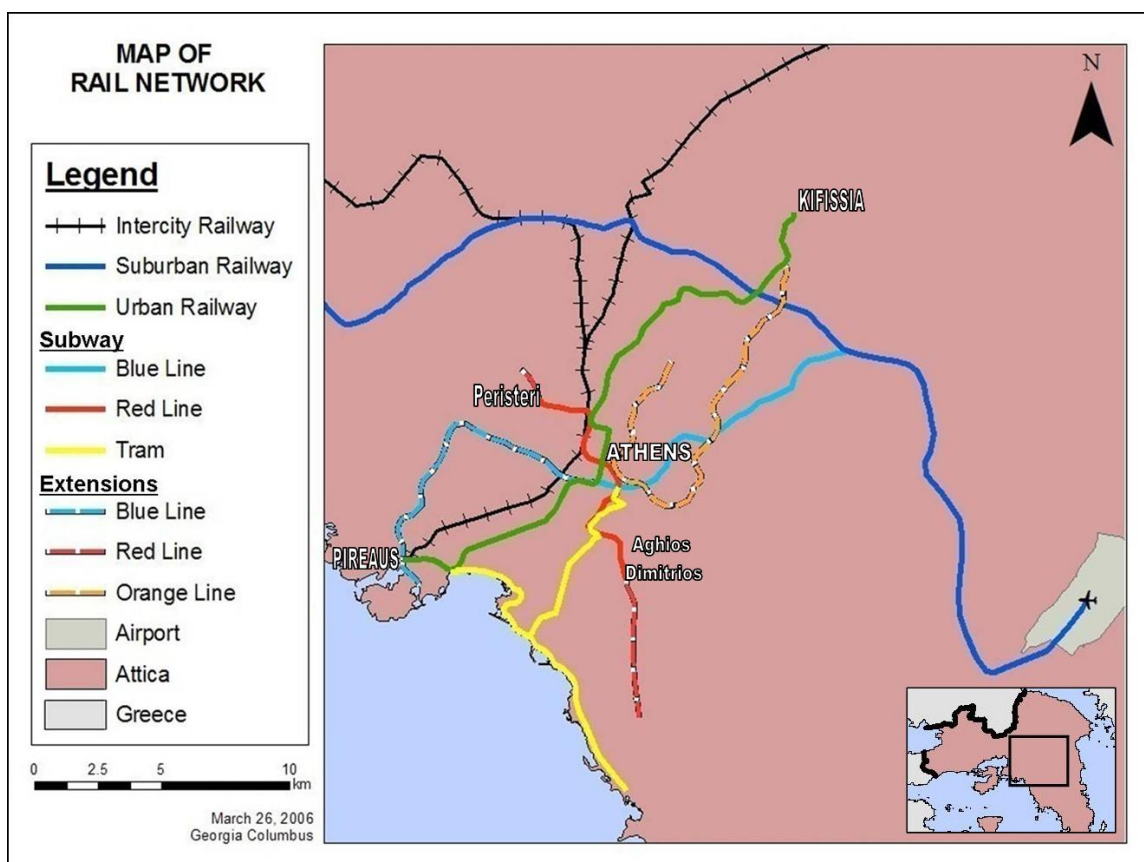 MAP OF
RAIL NETWORK
Legend
Intercity Railway
Suburban Railway
Urban Railway
Subway
Blue Line
Red Line
Tram
Extensions
Blue Line
Red Line
Orange Line
Airport
Attica
Greece
0 2.5 5 10
km
March 26, 2006
Georgia Columbus
N
KIFISSIA
Peristeri
ATHENS
PIREAUS
Aghios
Dimitrios